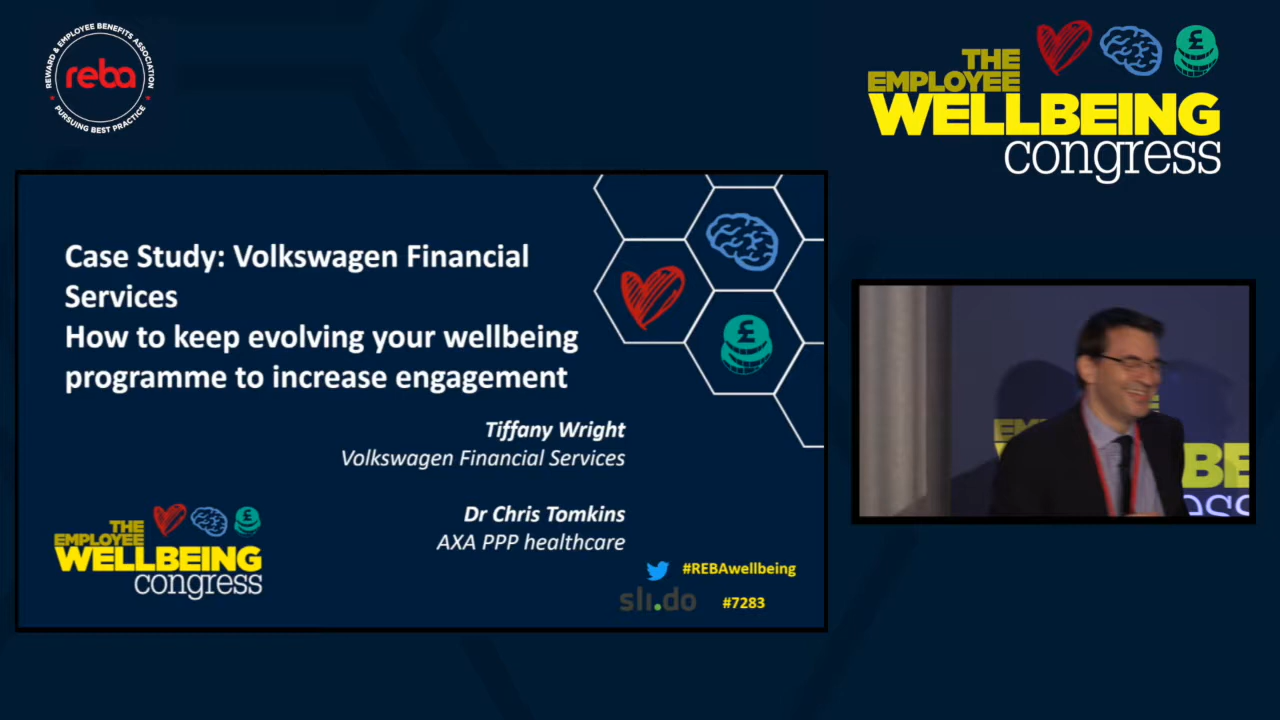 REWARD & EMPLOYEE BENEFITS ASSOCIATION
reba
PURSUING BEST PRACTICE
THE
EMPLOYEE
WELLBEING
congress
£
Case Study: Volkswagen Financial
Services
How to keep evolving your wellbeing
programme to increase engagement
£
Tiffany Wright
Volkswagen Financial Services
Dr Chris Tomkins
AXA PPP healthcare
THE
EMPLOYEE
WELLBEING
congress
£
#REBAwellbeing
sli.do #7283